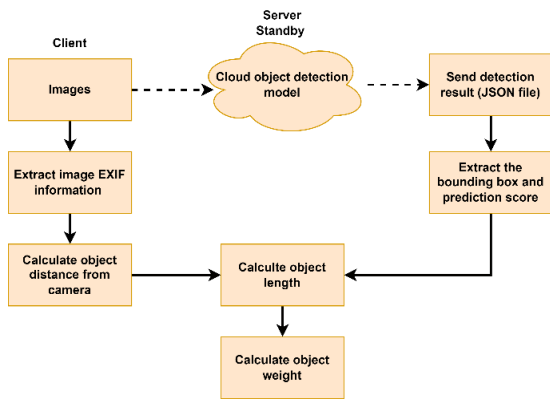 Server
Standby
Client
Images
Cloud object detection
model
Send detection
result (JSON file)
Extract image EXIF
information
Extract the
bounding box and
prediction score
Calculate object
distance from
camera
Calculte object
length
Calculate object
weight